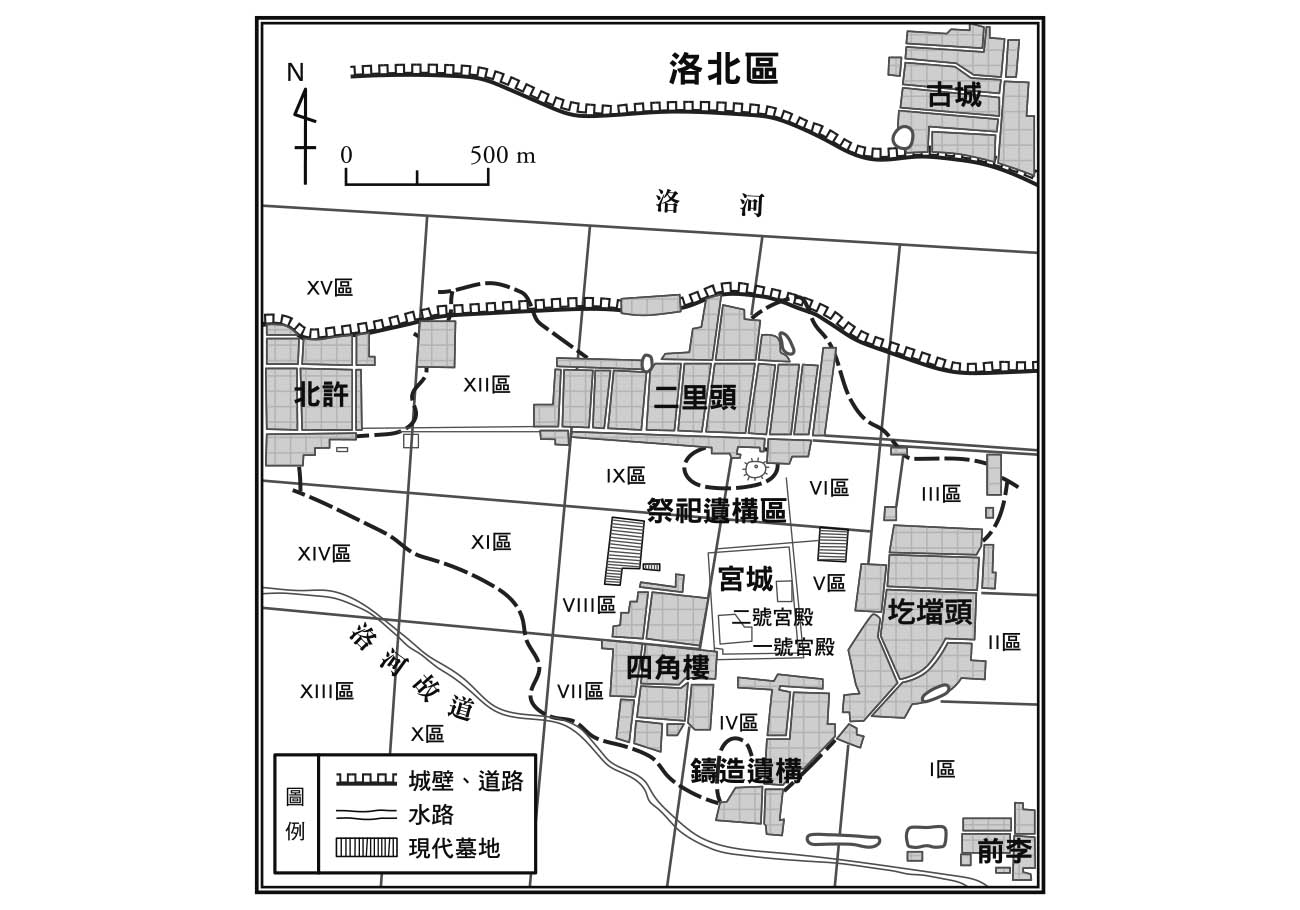 洛北區
古城
N
0 500 m
洛 河
XV區
XII區
北許
二里頭
IX區
VI區
III區
祭祀遺構區
XIV區
XI區
宮城
V區
VIII區
二號宮殿
圪壋頭
一號宮殿
II區
四角樓
洛河故道
XIII區
VII區
X區
IV區
鑄造遺構
I區
前李
圖例
城壁、道路
水路
現代墓地